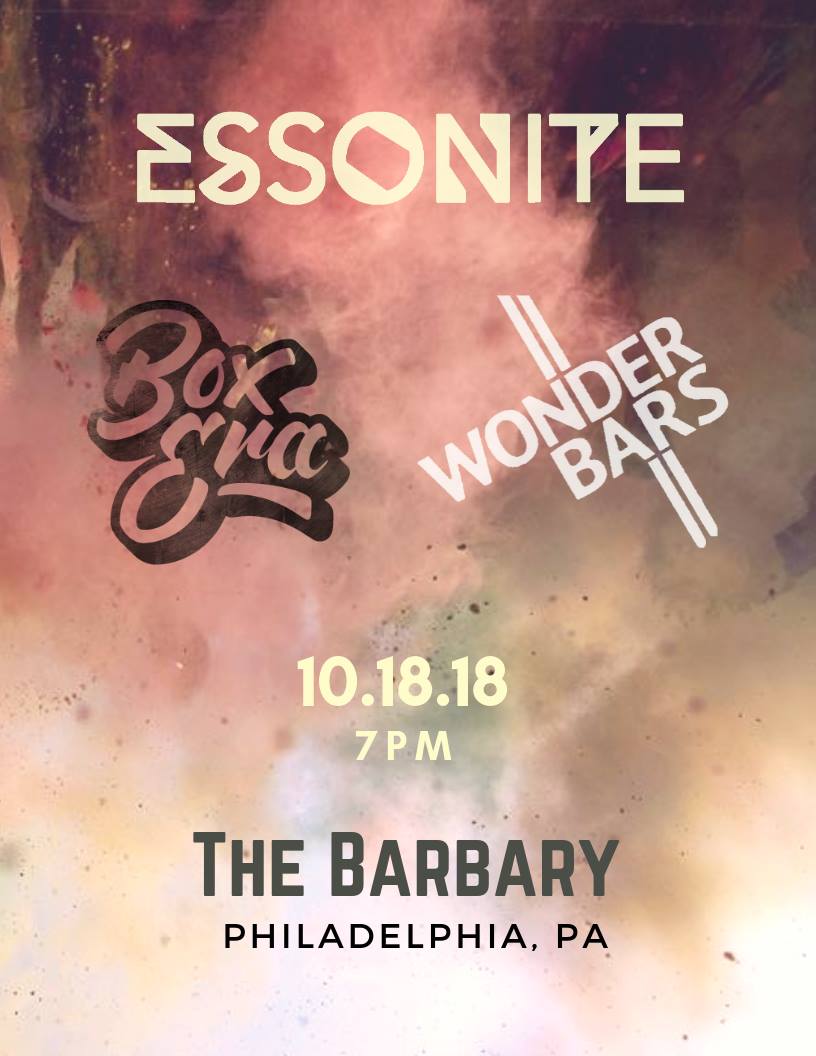 ESSONITE
Box
Era
WONDER
BARS
10.18.18
7PM
THE BARBARY
PHILADELPHIA, PA